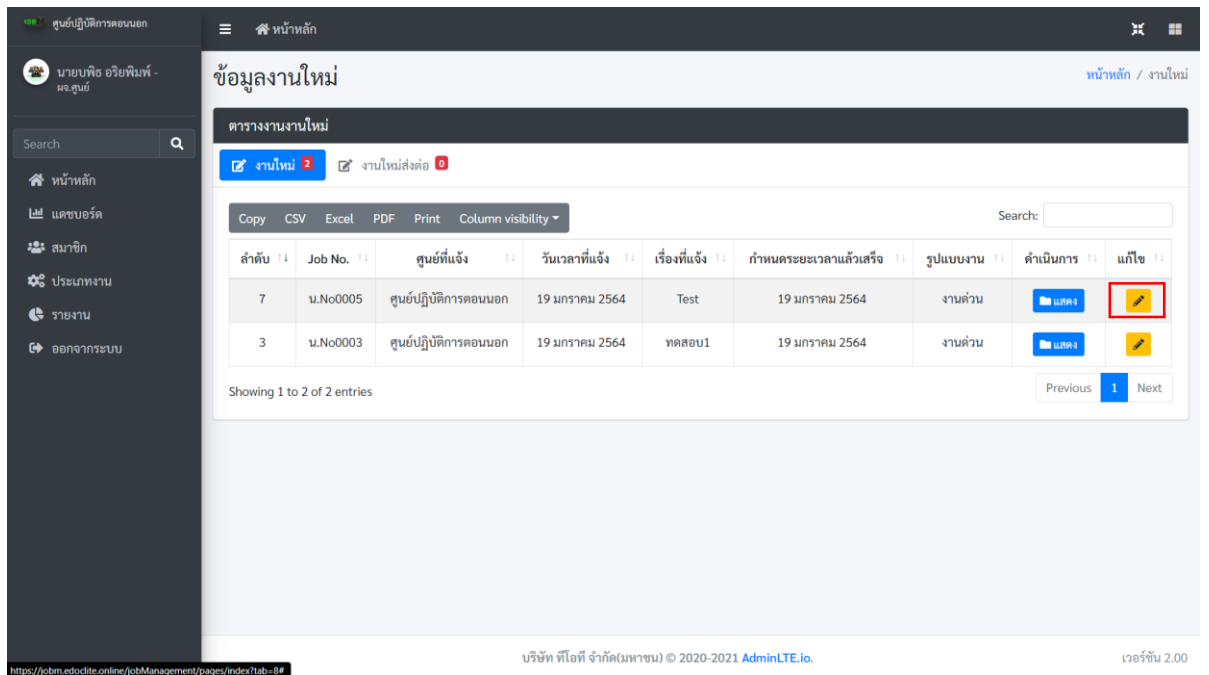 ศูนย์ปฏิบัติการตอนนอก
หน้าหลัก
นายบพิธ อริยพิมพ์ -
ผจ.ศูนย์
ข้อมูลงานใหม่
หน้าหลัก / งานใหม่
Search
ตารางงานงานใหม่
งานใหม่ 2 งานใหม่ส่งต่อ 0
หน้าหลัก
แดชบอร์ด
สมาชิก
ประเภทงาน
รายงาน
ออกจากระบบ
Copy CSV Excel PDF Print Column visibility
Search:
ลำดับ Job No. ศูนย์ที่แจ้ง วันเวลาที่แจ้ง เรื่องที่แจ้ง กำหนดระยะเวลาแล้วเสร็จ รูปแบบงาน ดำเนินการ แก้ไข
7 น.No0005 ศูนย์ปฏิบัติการตอนนอก 19 มกราคม 2564 Test 19 มกราคม 2564 งานด่วน แสดง
3 น.No0003 ศูนย์ปฏิบัติการตอนนอก 19 มกราคม 2564 ทดสอบ1 19 มกราคม 2564 งานด่วน แสดง
Showing 1 to 2 of 2 entries
Previous 1 Next
บริษัท ทีโอที จำกัด(มหาชน) © 2020-2021 AdminLTE.io.
เวอร์ชัน 2.00
https://jobm.edoclite.online/jobManagement/pages/index?tab=8#